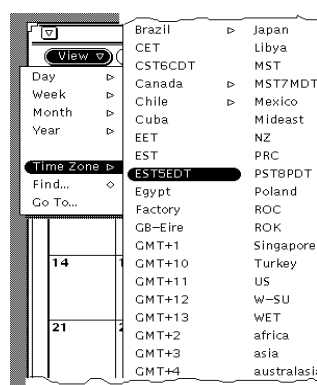 View
Day
Week
Month
Year
Time Zone
Find...
Go To...
14
21
Brazil
CET
CST6CDT
Canada
Chile
Cuba
EET
EST
EST5EDT
Egypt
Factory
GB-Eire
GMT+1
GMT+10
GMT+11
GMT+12
GMT+13
GMT+2
GMT+3
GMT+4
Japan
Libya
MST
MST7MDT
Mexico
Mideast
NZ
PRC
PST8PDT
Poland
ROC
ROK
Singapore
Turkey
US
W-SU
WET
africa
asia
australasia